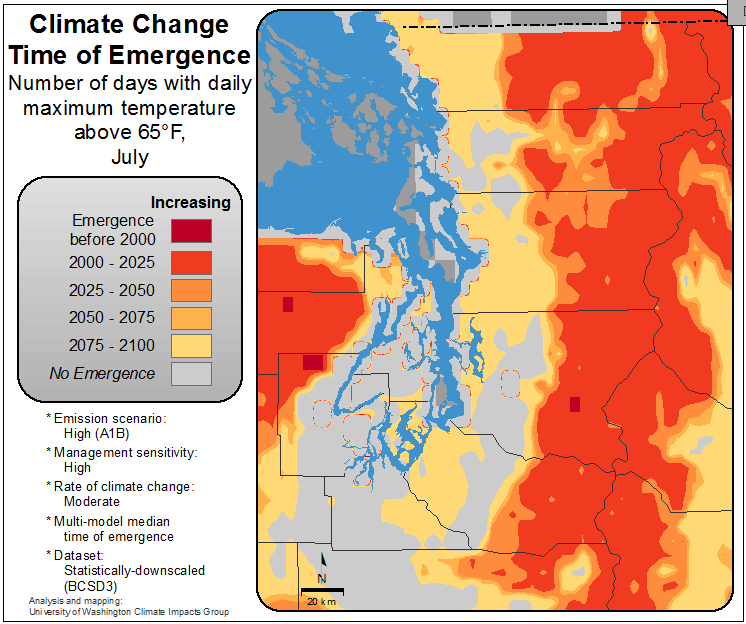 Climate Change
Time of Emergence
Number of days with daily
maximum temperature
above 65°F,
July
Increasing
Emergence
before 2000
2000 - 2025
2025 - 2050
2050 - 2075
2075 - 2100
No Emergence
* Emission scenario:
High (A1B)
* Management sensitivity:
High
* Rate of climate change:
Moderate
* Multi-model median
time of emergence
* Dataset:
Statistically-downscaled
(BCSD3)
Analysis and mapping:
University of Washington Climate Impacts Group
N
20 km